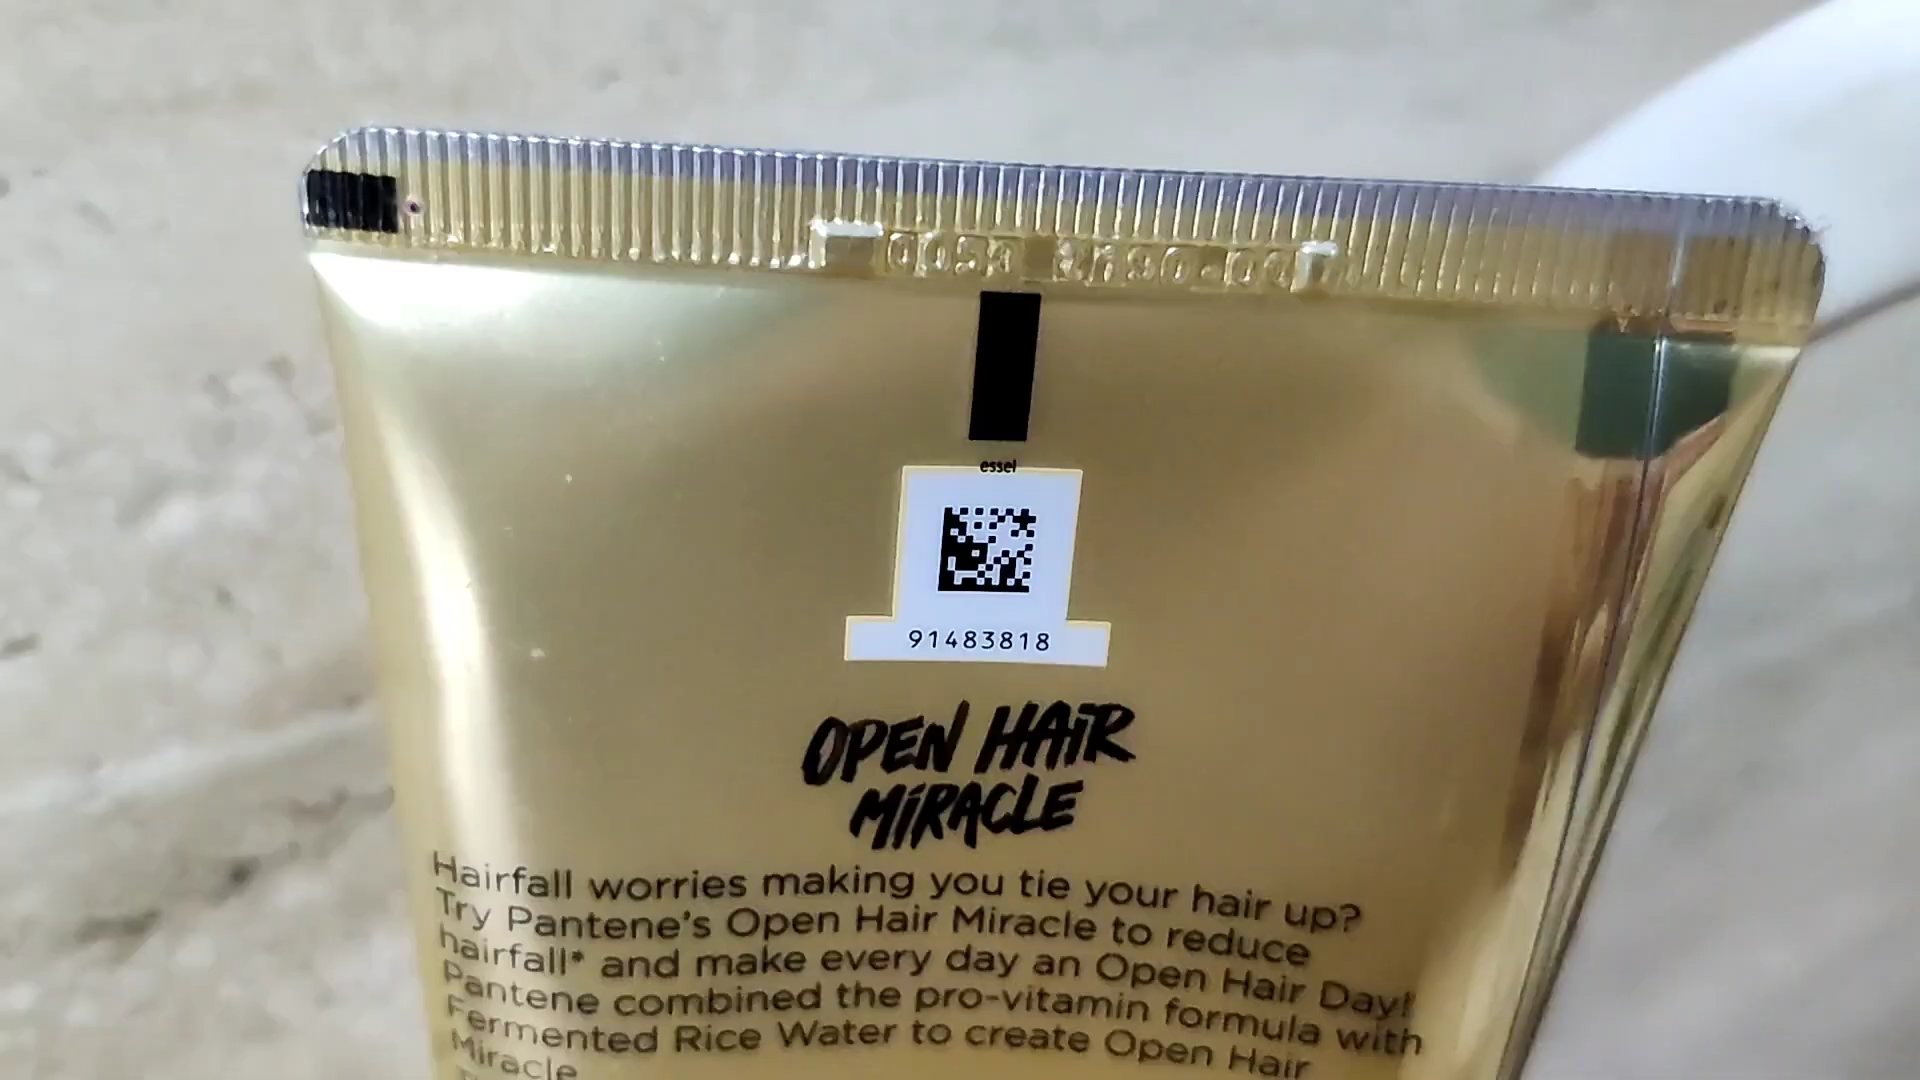 essel
91483818
OPEN HAIR
MIRACLE
Hairfall worries making you tie your hair up?
Try Pantene's Open Hair Miracle to reduce
hairfall* and make every day an Open Hair Day!
Pantene combined the pro-vitamin formula with
Fermented Rice Water to create Open Hair
Miracle